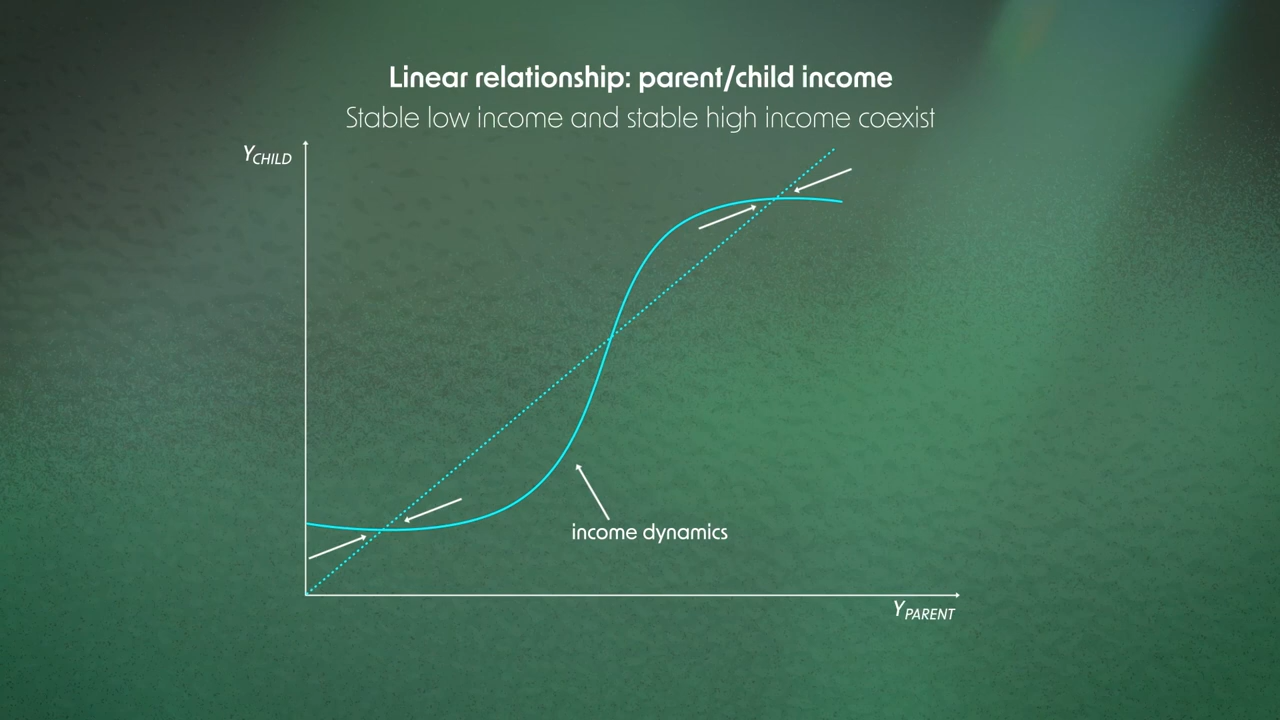 Linear relationship: parent/child income
Stable low income and stable high income coexist
YCHILD
income dynamics
YPARENT